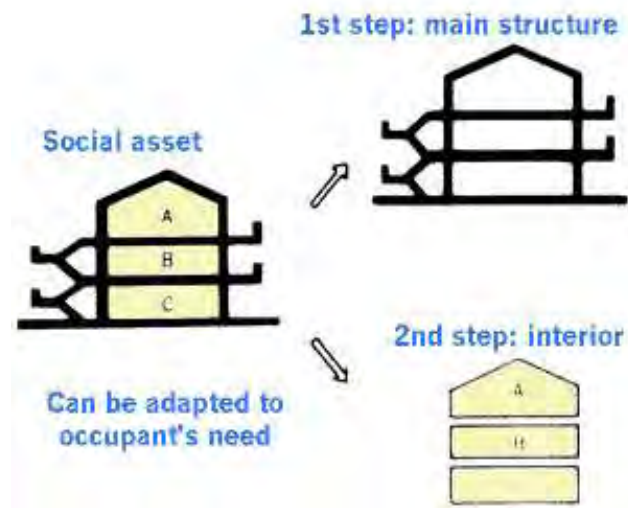 1st step: main structure
Social asset
A
B
C
2nd step: interior
A
Can be adapted to
occupant's need